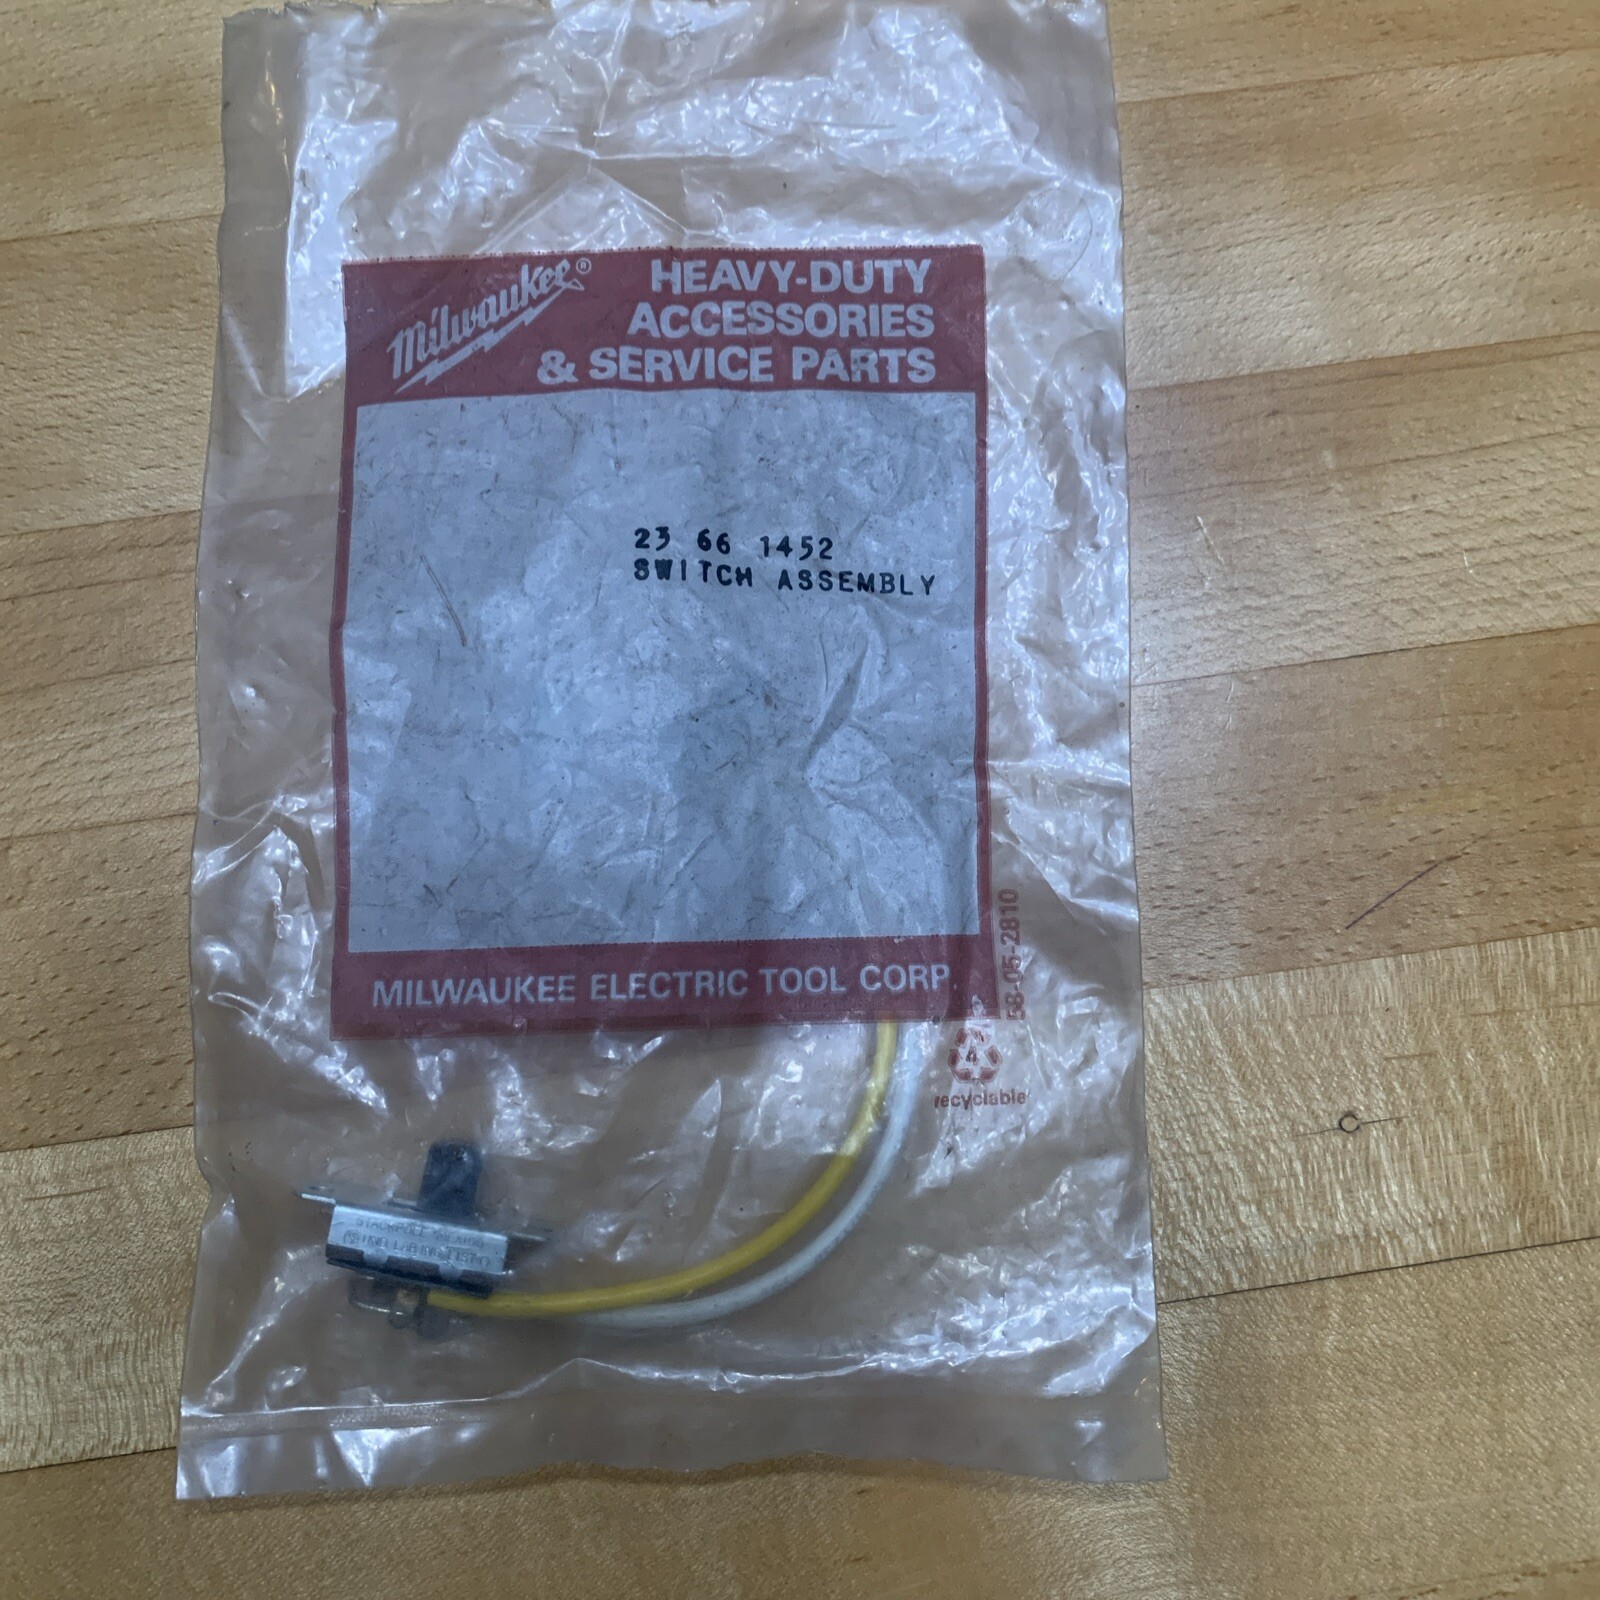 Milwaukee®
HEAVY-DUTY
ACCESSORIES
& SERVICE PARTS
23 66 1452
SWITCH ASSEMBLY
MILWAUKEE ELECTRIC TOOL CORP.
58-05-2810
4
recyclable
STACKPOLE